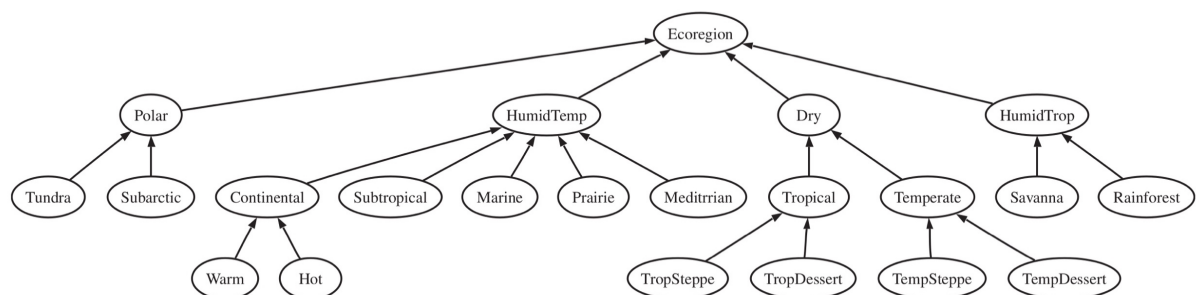 Ecoregion
Polar HumidTemp Dry HumidTrop
Tundra Subarctic Continental Subtropical Marine Prairie Meditrrian Tropical Temperate Savanna Rainforest
Warm Hot TropSteppe TropDessert TempSteppe TempDessert